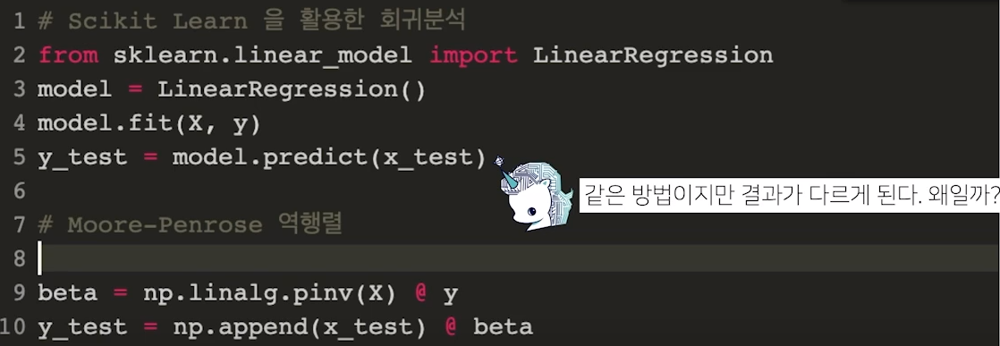 1 # Scikit Learn 을 활용한 회귀분석
2 from sklearn.linear_model import LinearRegression
3 model = LinearRegression()
4 model.fit(X, y)
5 y_test = model.predict(x_test)
6
같은 방법이지만 결과가 다르게 된다. 왜일까?
7 # Moore-Penrose 역행렬
8
9 beta = np.linalg.pinv(X) @ y
10 y_test = np.append(x_test) @ beta